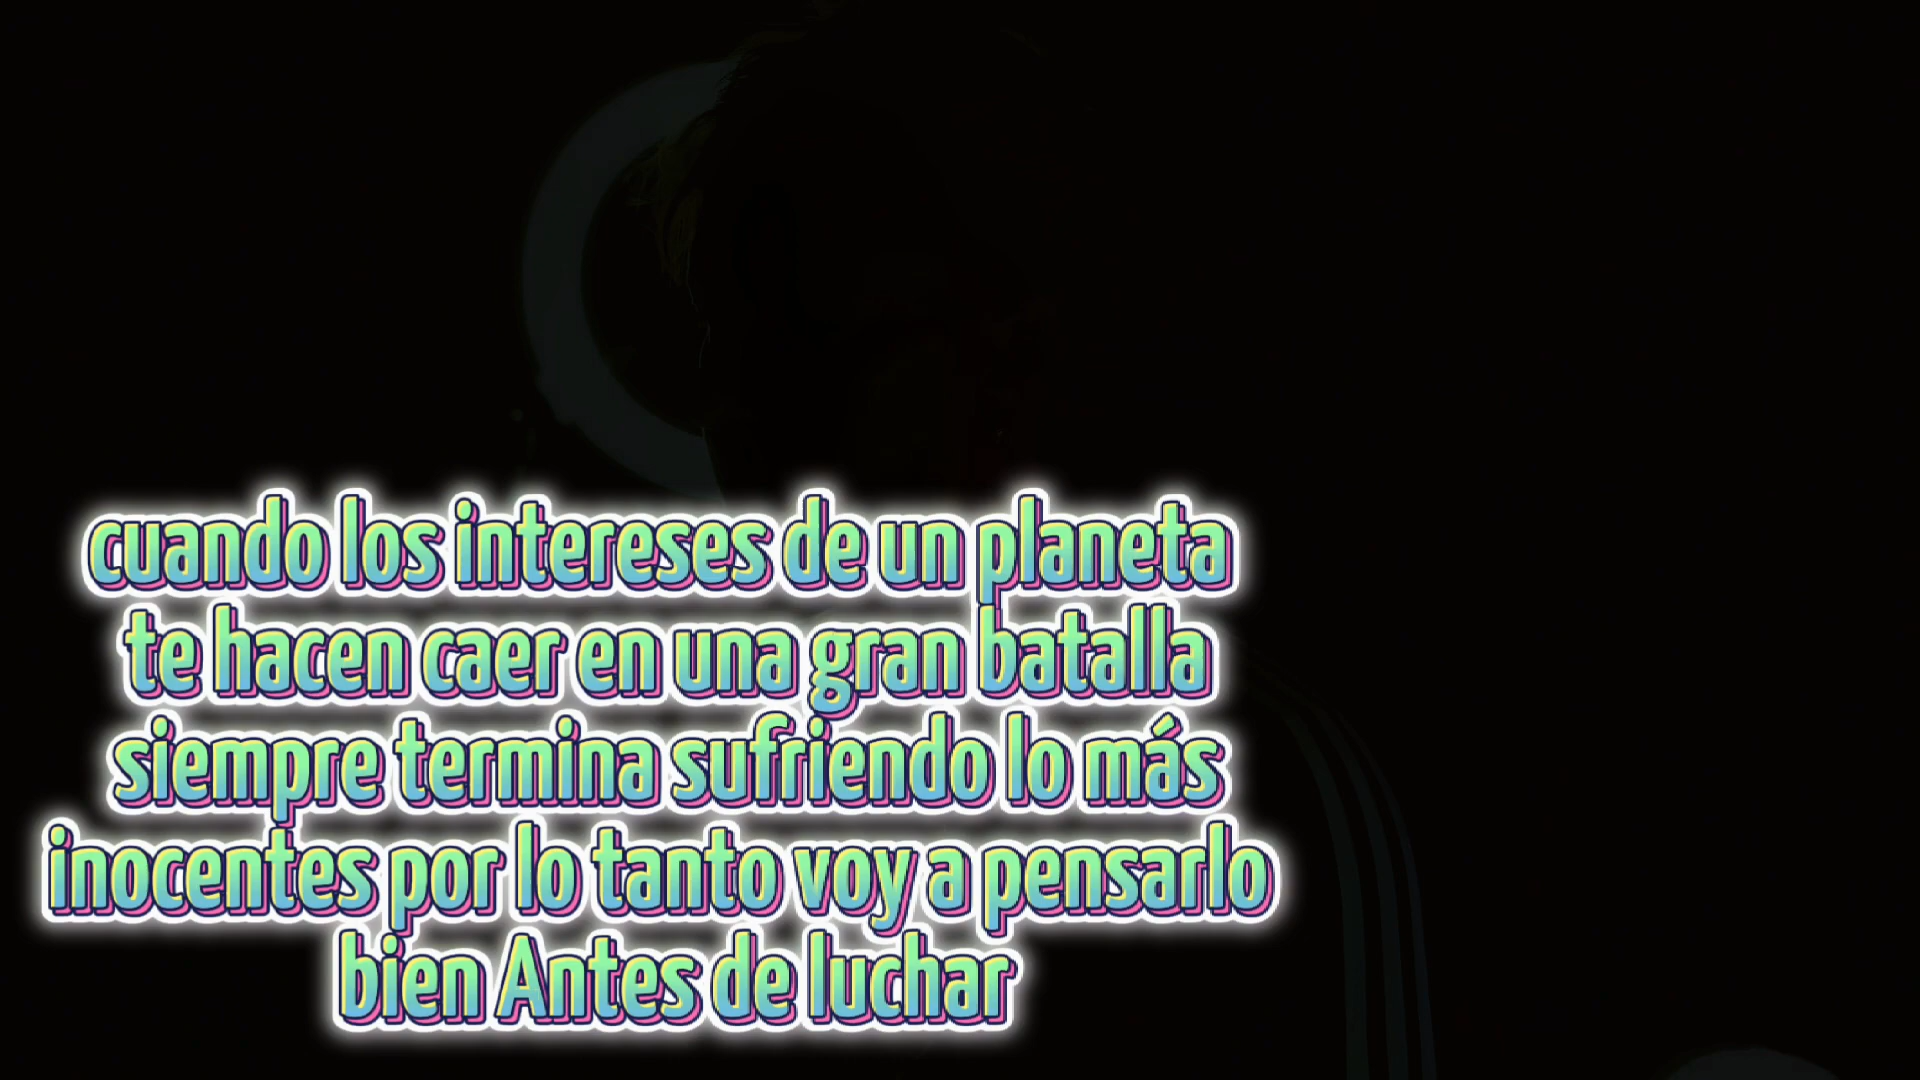 cuando los intereses de un planeta
te hacen caer en una gran batalla
siempre termina sufriendo lo más
inocentes por lo tanto voy a pensarlo
bien Antes de luchar